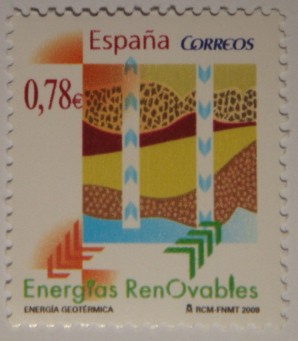 España CORREOS
0,78€
Energías RenOvables
ENERGÍA GEOTÉRMICA RCM-FNMT 2009